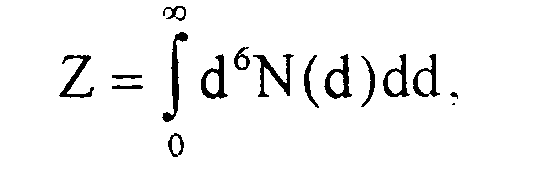 Z = ∫₀^∞ d⁶N(d)dd,